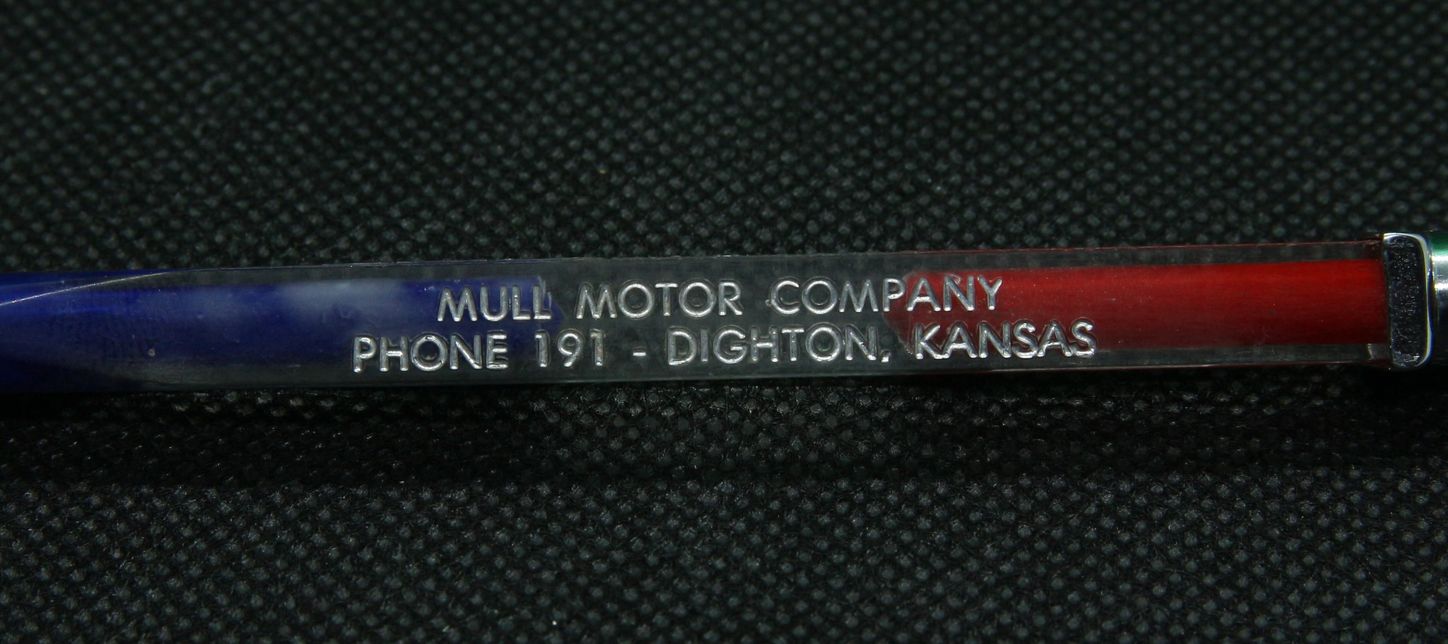 MULL MOTOR COMPANY
PHONE 191 - DIGHTON, KANSAS